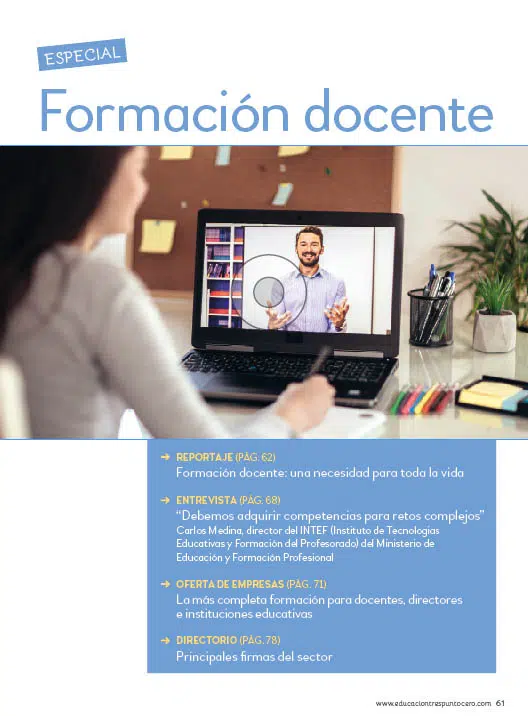 ESPECIAL
Formación docente
➔ REPORTAJE (PÁG. 62)
Formación docente: una necesidad para toda la vida
➔ ENTREVISTA (PÁG. 68)
“Debemos adquirir competencias para retos complejos”
Carlos Medina, director del INTEF (Instituto de Tecnologías
Educativas y Formación del Profesorado) del Ministerio de
Educación y Formación Profesional
➔ OFERTA DE EMPRESAS (PÁG. 71)
La más completa formación para docentes, directores
e instituciones educativas
➔ DIRECTORIO (PÁG. 78)
Principales firmas del sector
www.educaciontrespuntocero.com 61